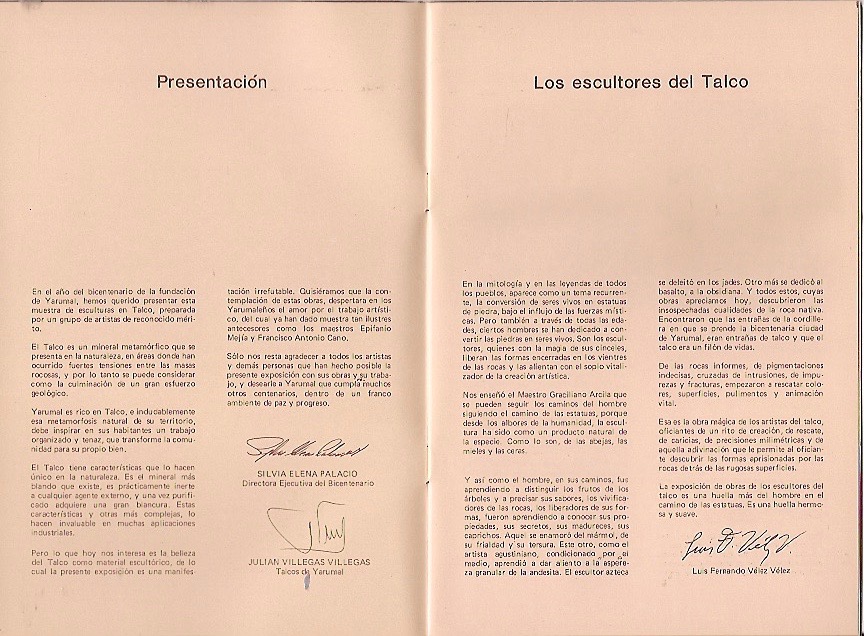 Presentación
En el año del bicentenario de la fundación
de Yarumal, hemos querido presentar esta
muestra de esculturas en Talco, preparada
por un grupo de artistas de reconocido méri-
to.
El Talco es un mineral metamórfico que se
presenta en la naturaleza, en áreas donde han
ocurrido fuertes tensiones entre las masas
rocosas, y por lo tanto se puede considerar
como la culminación de un gran esfuerzo
geológico.
Yarumal es rico en Talco, e indudablemente
esa metamorfosis natural de su territorio,
debe inspirar en sus habitantes un trabajo
organizado y tenaz, que transforme la comu-
nidad para su propio bien.
El Talco tiene características que lo hacen
único en la naturaleza. Es el mineral más
blando que existe, es prácticamente inerte
a cualquier agente externo, y una vez purifi-
cado adquiere una gran blancura. Estas
características y otras más complejas, lo
hacen invaluable en muchas aplicaciones
industriales.
Pero lo que hoy nos interesa es la belleza
del Talco como material escultórico, de lo
cual la presente exposición es una manifes-
tación irrefutable. Quisiéramos que la con-
templación de estas obras, despertara en los
Yarumaleños el amor por el trabajo artísti-
co, del cual ya han dado muestra tan ilustres
antecesores como los maestros Epifanio
Mejía y Francisco Antonio Cano.
Sólo nos resta agradecer a todos los artistas
y demás personas que han hecho posible la
presente exposición con sus obras y su traba-
jo, y desearle a Yarumal que cumpla muchos
otros centenarios, dentro de un franco
ambiente de paz y progreso.
SILVIA ELENA PALACIO
Directora Ejecutiva del Bicentenario
JULIAN VILLEGAS VILLEGAS
Talcos de Yarumal
Los escultores del Talco
En la mitología y en las leyendas de todos
los pueblos, aparece como un tema recurren-
te, la conversión de seres vivos en estatuas
de piedra, bajo el influjo de las fuerzas místi-
cas. Pero también a través de todas las eda-
des, ciertos hombres se han dedicado a con-
vertir las piedras en seres vivos. Son los escul-
tores, quienes con la magia de sus cinceles,
liberan las formas encerradas en los vientres
de las rocas y las alientan con el soplo vitali-
zador de la creación artística.
Nos enseñó el Maestro Graciliano Arcila que
se pueden seguir los caminos del hombre
siguiendo el camino de las estatuas, porque
desde los albores de la humanidad, la escul-
tura ha sido como un producto natural de
la especie. Como lo son, de las abejas, las
mieles y las ceras.
Y así como el hombre, en sus caminos, fue
aprendiendo a distinguir los frutos de los
árboles y a precisar sus sabores, los vivifica-
dores de las rocas, los liberadores de sus for-
mas, fueron aprendiendo a conocer sus pro-
piedades, sus secretos, sus madureces, sus
caprichos. Aquel se enamoró del mármol, de
su frialdad y su tersura. Este otro, como el
artista agustiniano, condicionado por el
medio, aprendió a dar aliento a la aspere-
za granular de la andesita. El escultor azteca
se deleitó en los jades. Otro más se dedicó al
basalto, a la obsidiana. Y todos estos, cuyas
obras apreciamos hoy, descubrieron las
insospechadas cualidades de la roca nativa.
Encontraron que las entrañas de la cordille-
ra en que se prende la bicentenaria ciudad
de Yarumal, eran entrañas de talco y que el
talco era un filón de vidas.
De las rocas informes, de pigmentaciones
indecisas, cruzadas de intrusiones, de impu-
rezas y fracturas, empezaron a rescatar colo-
res, superficies, pulimentos y animación
vital.
Esa es la obra mágica de los artistas del talco,
oficiantes de un rito de creación, de rescate,
de caricias, de precisiones milimétricas y de
aquella adivinación que le permite al ofician-
te descubrir las formas aprisionadas por las
rocas detrás de las rugosas superficies.
La exposición de obras de los escultores del
talco es una huella más del hombre en el
camino de las estatuas. Es una huella hermo-
sa y suave.
Luis F. Vélez V.
Luis Fernando Vélez Vélez